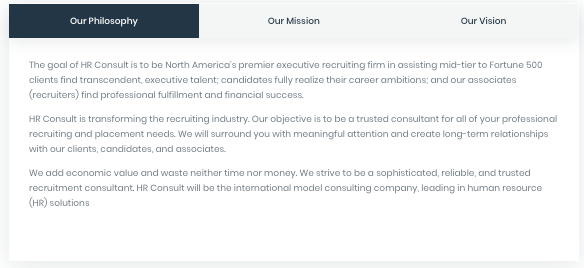 Our Philosophy
Our Mission
Our Vision
The goal of HR Consult is to be North America's premier executive recruiting firm in assisting mid-tier to Fortune 500
clients find transcendent, executive talent; candidates fully realize their career ambitions; and our associates
(recruiters) find professional fulfillment and financial success.
HR Consult is transforming the recruiting industry. Our objective is to be a trusted consultant for all of your professional
recruiting and placement needs. We will surround you with meaningful attention and create long-term relationships
with our clients, candidates, and associates.
We add economic value and waste neither time nor money. We strive to be a sophisticated, reliable, and trusted
recruitment consultant. HR Consult will be the international model consulting company, leading in human resource
(HR) solutions